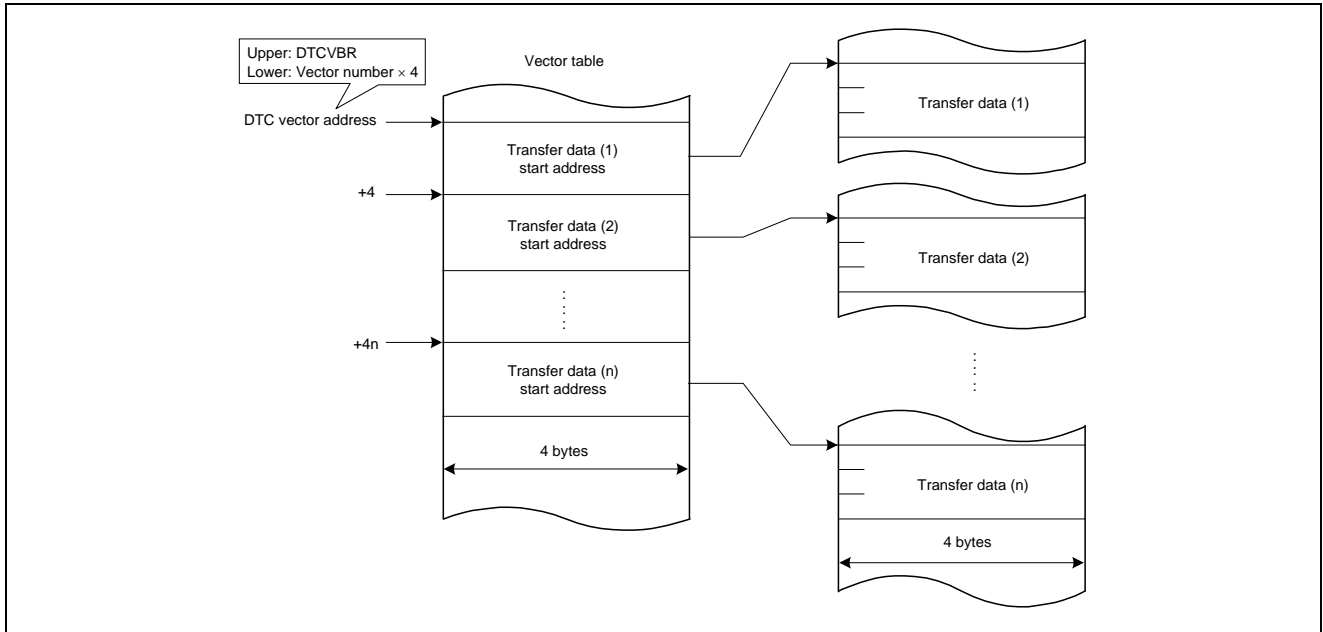 Upper: DTCVBR
Lower: Vector number × 4
Vector table
DTC vector address
Transfer data (1)
start address
+4
Transfer data (2)
start address
+4n
Transfer data (n)
start address
4 bytes
Transfer data (1)
Transfer data (2)
Transfer data (n)
4 bytes